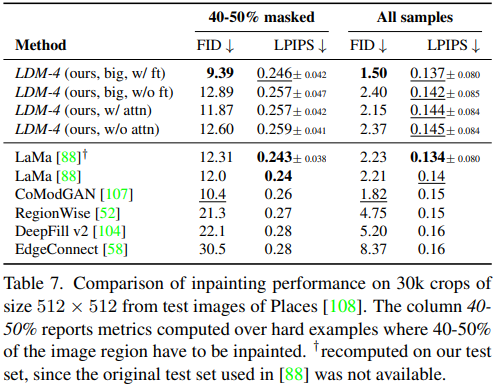 40-50% masked All samples
Method FID ↓ LPIPS ↓ FID ↓ LPIPS ↓
LDM-4 (ours, big, w/ ft) 9.39 0.246± 0.042 1.50 0.137± 0.080
LDM-4 (ours, big, w/o ft) 12.89 0.257± 0.047 2.40 0.142± 0.085
LDM-4 (ours, w/ attn) 11.87 0.257± 0.042 2.15 0.144± 0.084
LDM-4 (ours, w/o attn) 12.60 0.259± 0.041 2.37 0.145± 0.084
LaMa [88]† 12.31 0.243± 0.038 2.23 0.134± 0.080
LaMa [88] 12.0 0.24 2.21 0.14
CoModGAN [107] 10.4 0.26 1.82 0.15
RegionWise [52] 21.3 0.27 4.75 0.15
DeepFill v2 [104] 22.1 0.28 5.20 0.16
EdgeConnect [58] 30.5 0.28 8.37 0.16
Table 7. Comparison of inpainting performance on 30k crops of
size 512 × 512 from test images of Places [108]. The column 40-
50% reports metrics computed over hard examples where 40-50%
of the image region have to be inpainted. †recomputed on our test
set, since the original test set used in [88] was not available.